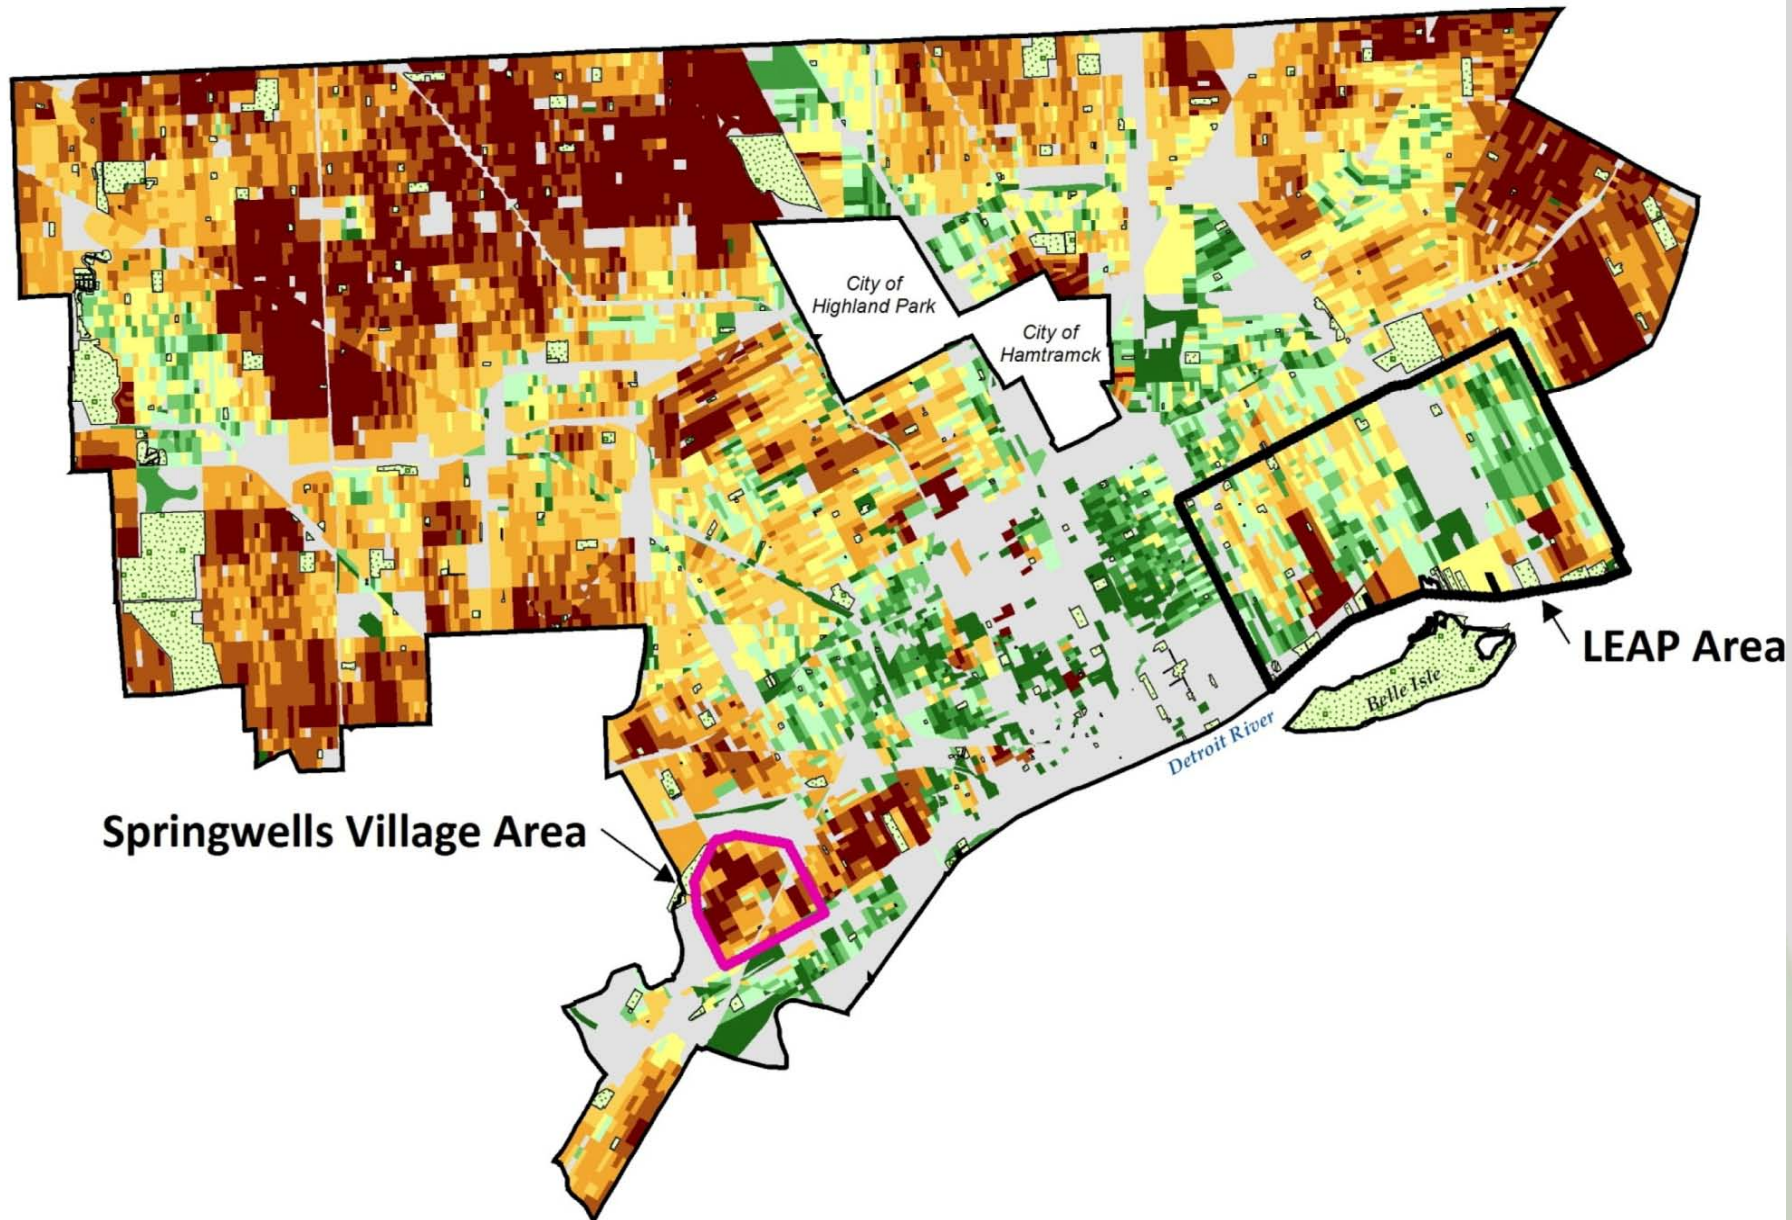 City of
Highland Park
City of
Hamtramck
LEAP Area
Belle Isle
Detroit River
Springwells Village Area